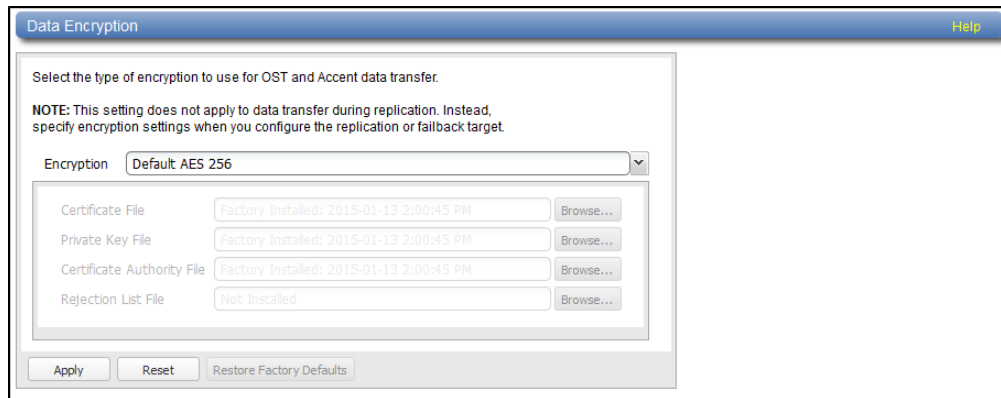 Data Encryption Help
Select the type of encryption to use for OST and Accent data transfer.
NOTE: This setting does not apply to data transfer during replication. Instead,
specify encryption settings when you configure the replication or failback target.
Encryption Default AES 256
Certificate File Factory Installed: 2015-01-13 2:00:45 PM Browse...
Private Key File Factory Installed: 2015-01-13 2:00:45 PM Browse...
Certificate Authority File Factory Installed: 2015-01-13 2:00:45 PM Browse...
Rejection List File Not Installed Browse...
Apply Reset Restore Factory Defaults